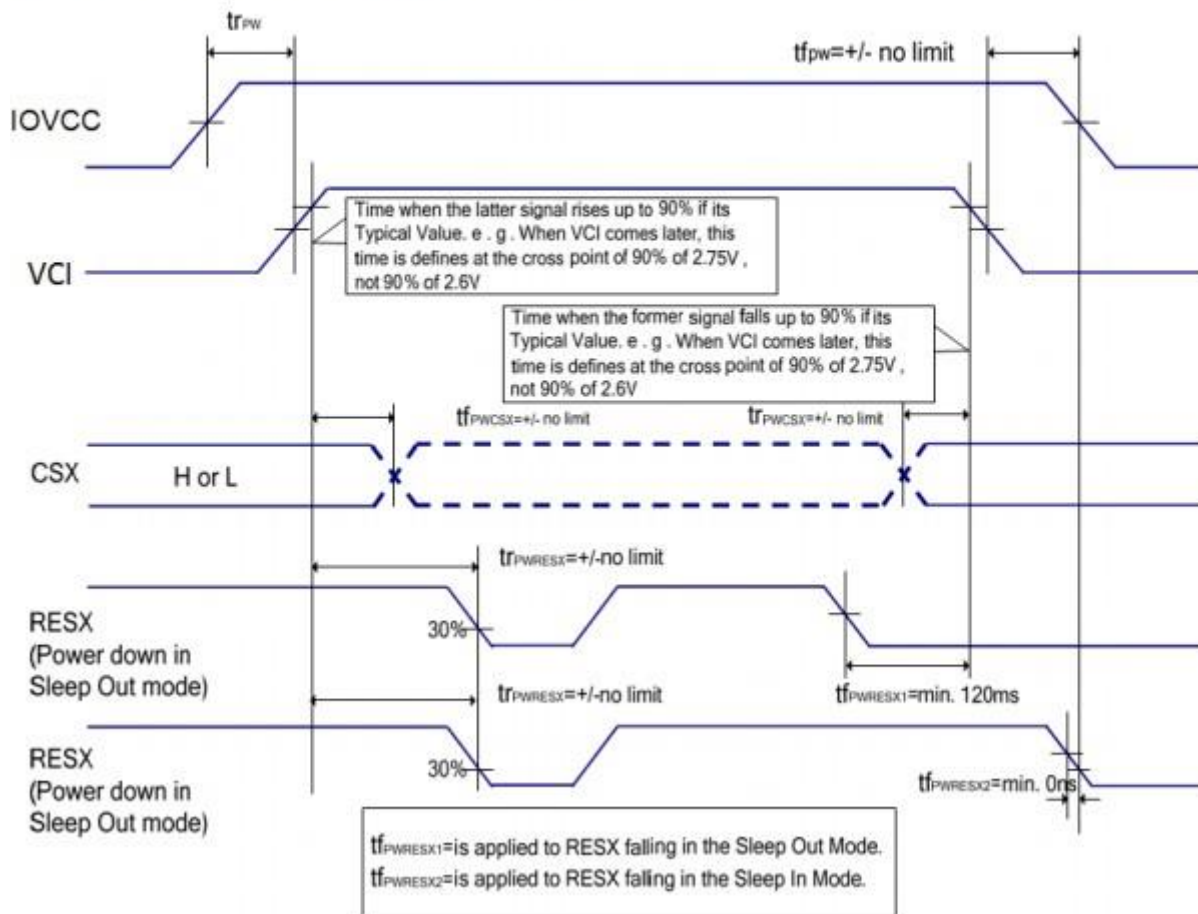 trPW
tfpw=+/- no limit
IOVCC
Time when the latter signal rises up to 90% if its
Typical Value. e . g . When VCI comes later, this
time is defines at the cross point of 90% of 2.75V ,
not 90% of 2.6V
VCI
Time when the former signal falls up to 90% if its
Typical Value. e . g . When VCI comes later, this
time is defines at the cross point of 90% of 2.75V ,
not 90% of 2.6V
tfPWCSX=+/- no limit
trPWCSX=+/- no limit
CSX
H or L
trPWRESX=+/-no limit
RESX
(Power down in
Sleep Out mode)
30%
trPWRESX=+/-no limit
tfPWRESX1=min. 120ms
RESX
(Power down in
Sleep Out mode)
30%
tfPWRESX2=min. 0ns
tfPWRESX1=is applied to RESX falling in the Sleep Out Mode.
tfPWRESX2=is applied to RESX falling in the Sleep In Mode.